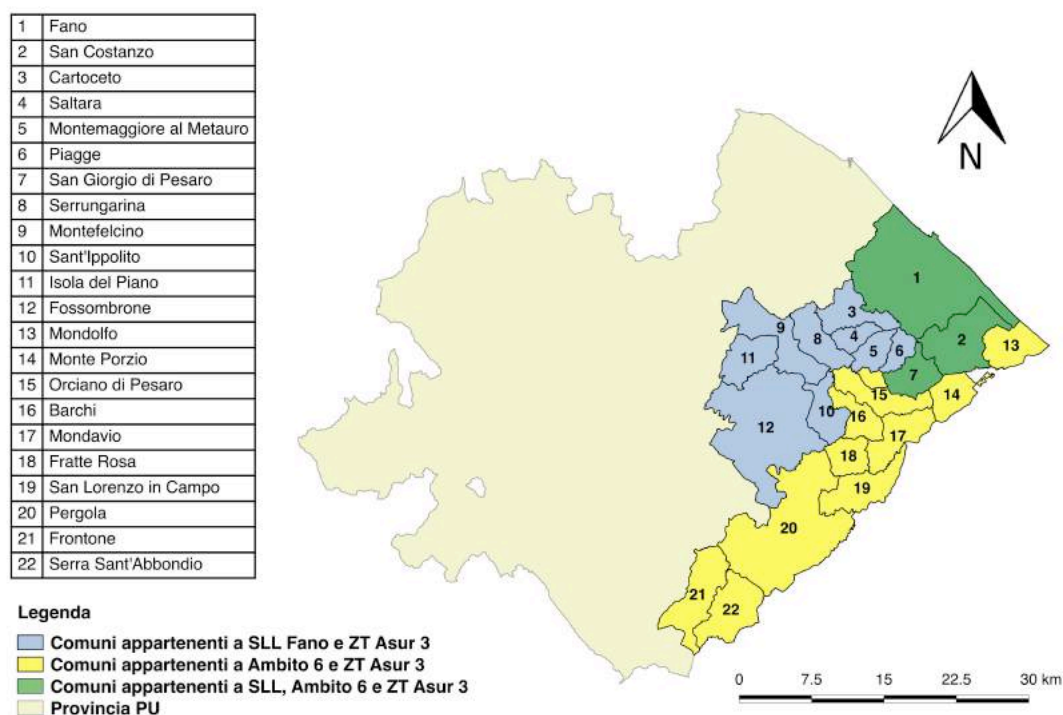 1 Fano
2 San Costanzo
3 Cartoceto
4 Saltara
5 Montemaggiore al Metauro
6 Piagge
7 San Giorgio di Pesaro
8 Serrungarina
9 Montefelcino
10 Sant'Ippolito
11 Isola del Piano
12 Fossombrone
13 Mondolfo
14 Monte Porzio
15 Orciano di Pesaro
16 Barchi
17 Mondavio
18 Fratte Rosa
19 San Lorenzo in Campo
20 Pergola
21 Frontone
22 Serra Sant'Abbondio
N
1
2
13
3
9
4
8
5
6
11
7
15
14
10
16
12
17
18
19
20
21
22
Legenda
Comuni appartenenti a SLL Fano e ZT Asur 3
Comuni appartenenti a Ambito 6 e ZT Asur 3
Comuni appartenenti a SLL, Ambito 6 e ZT Asur 3
Provincia PU
0 7.5 15 22.5 30 km